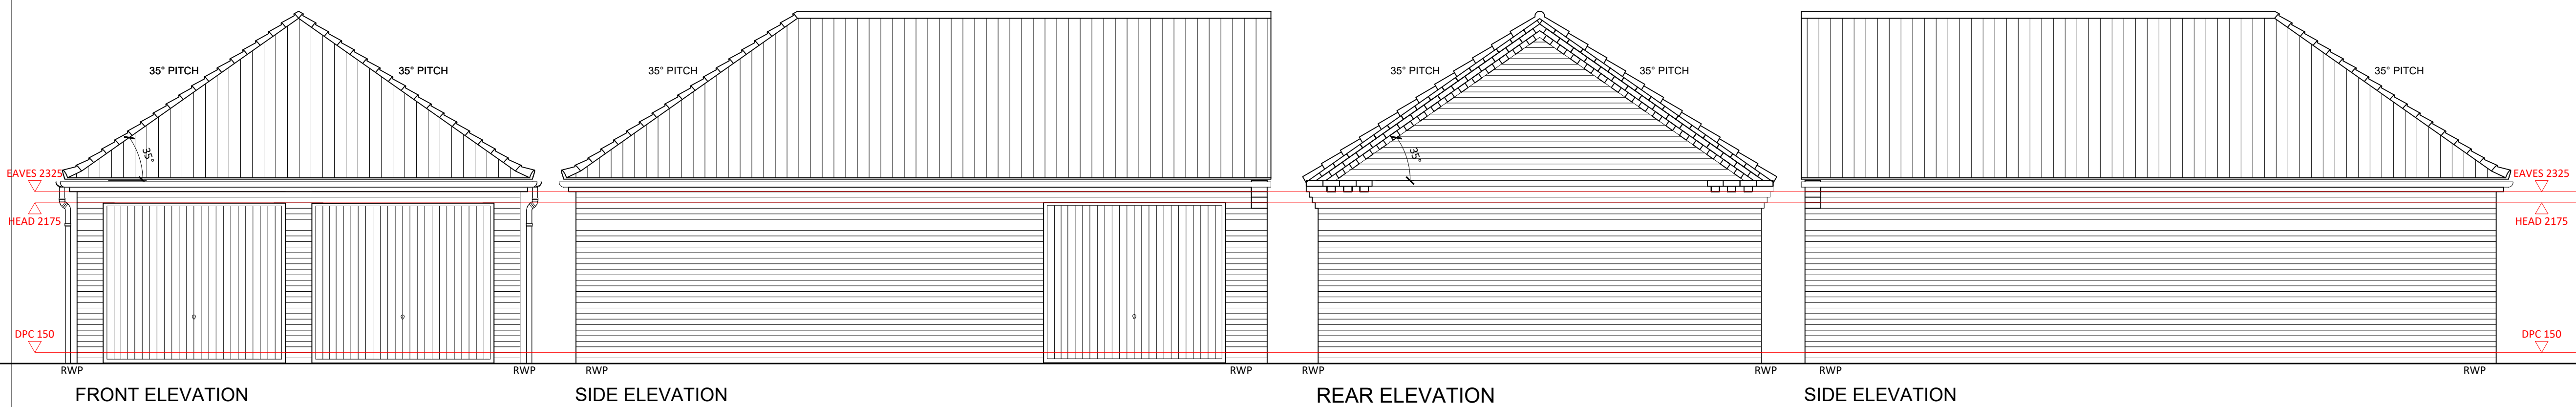 35° PITCH
35° PITCH
35° PITCH
35° PITCH
35° PITCH
35° PITCH
35°
35°
EAVES 2325
EAVES 2325
HEAD 2175
HEAD 2175
DPC 150
DPC 150
RWP
RWP
RWP
RWP
RWP
RWP
RWP
RWP
FRONT ELEVATION
SIDE ELEVATION
REAR ELEVATION
SIDE ELEVATION